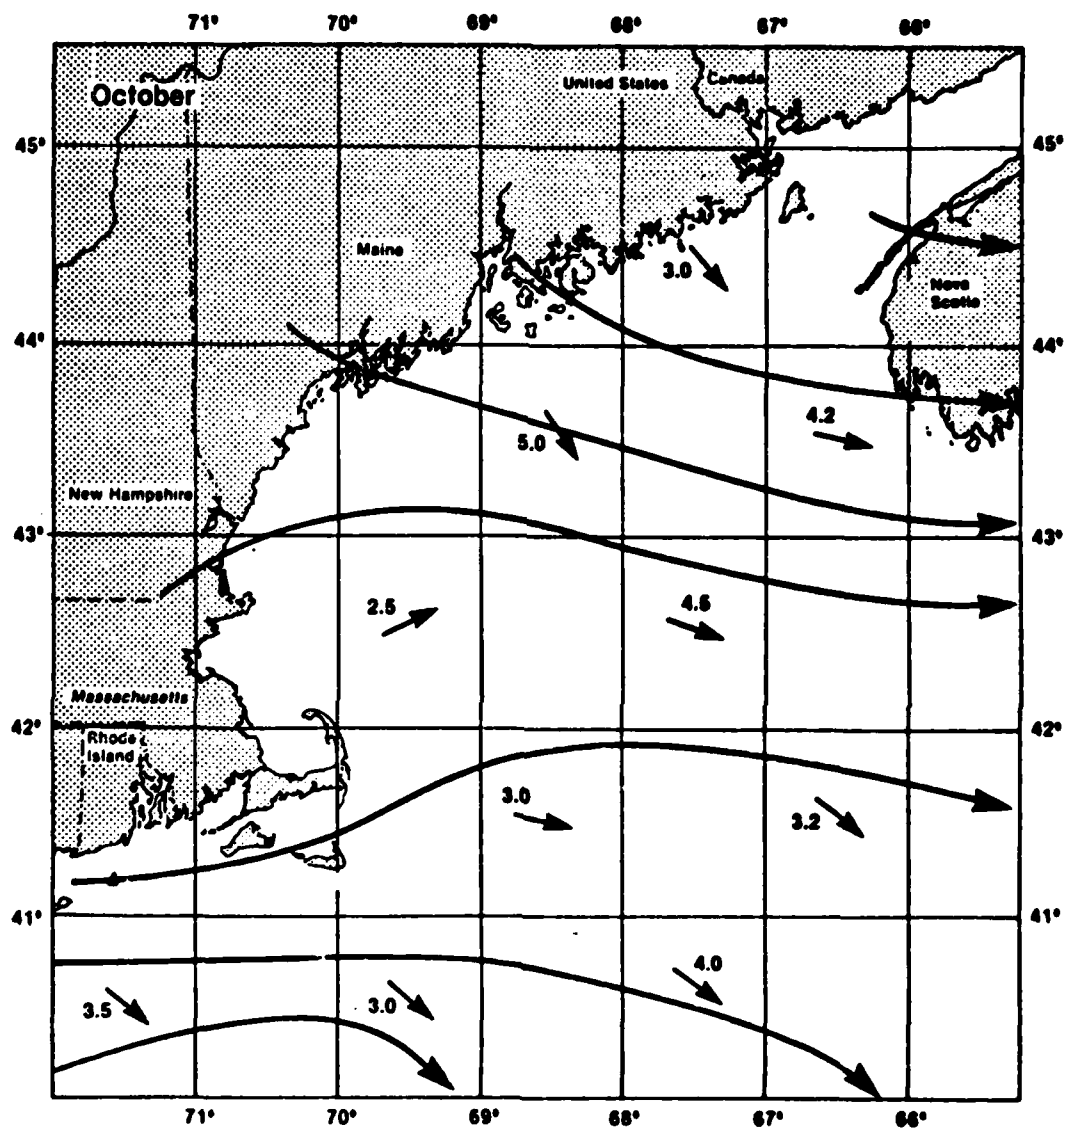 71° 70° 69° 68° 67° 66°
United States Canada
October
45° 45°
Maine
3.0
Nova
Scotia
44° 44°
4.2
5.0
New Hampshire
43° 43°
2.5 4.5
Massachusetts
42° 42°
Rhode
Island
3.0
3.2
41° 41°
4.0
3.5 3.0
71° 70° 69° 68° 67° 66°